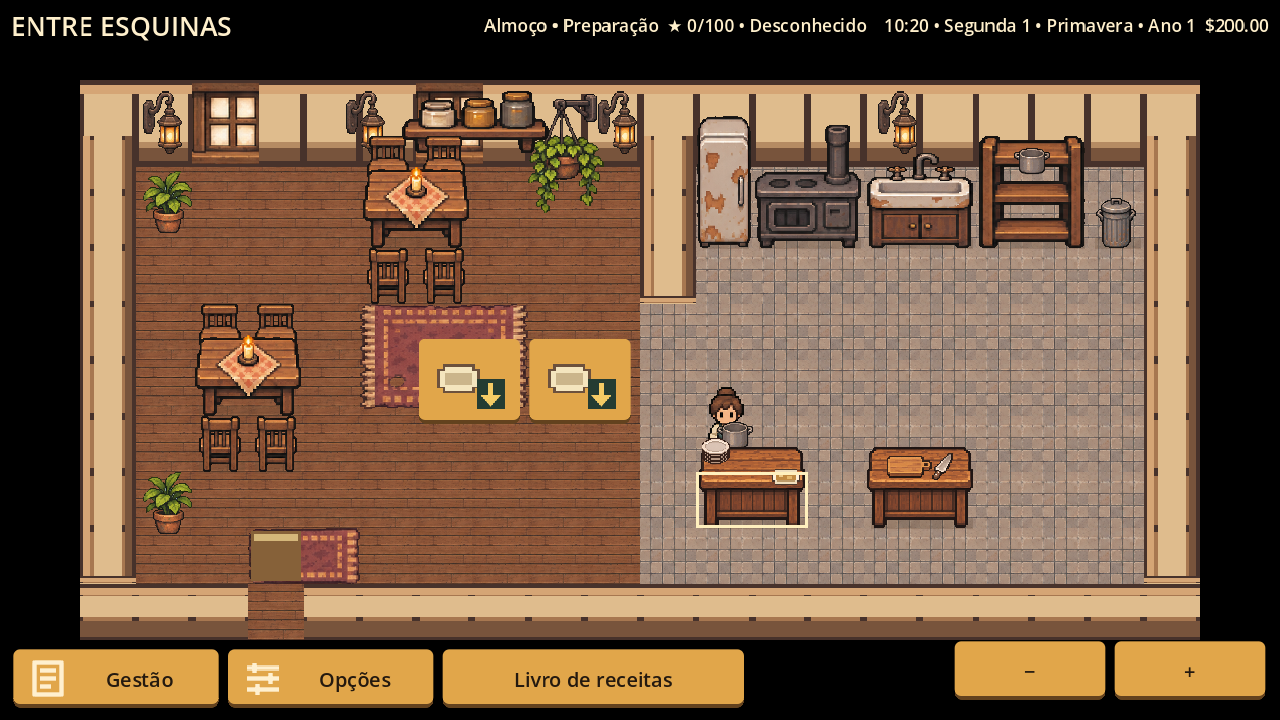 ENTRE ESQUINAS
Almoço • Preparação ★ 0/100 • Desconhecido 10:20 • Segunda 1 • Primavera • Ano 1 $200.00
Gestão
Opções
Livro de receitas
−
+